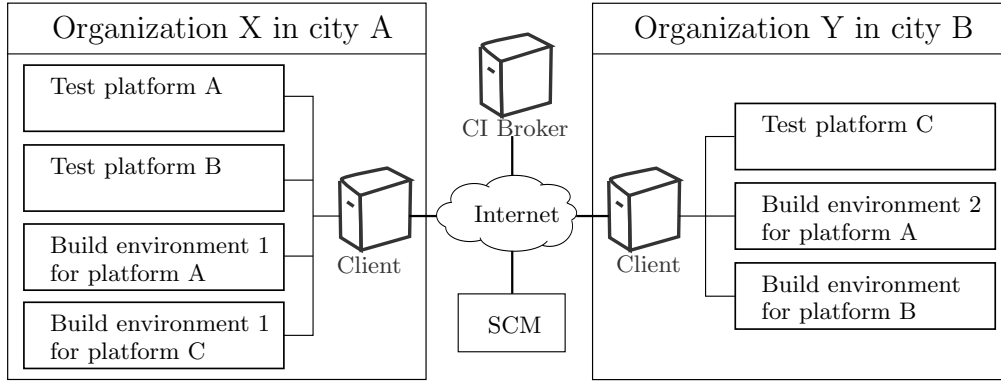 Organization X in city A
Test platform A
Test platform B
Build environment 1
for platform A
Build environment 1
for platform C
Client
CI Broker
Internet
SCM
Organization Y in city B
Client
Test platform C
Build environment 2
for platform A
Build environment
for platform B